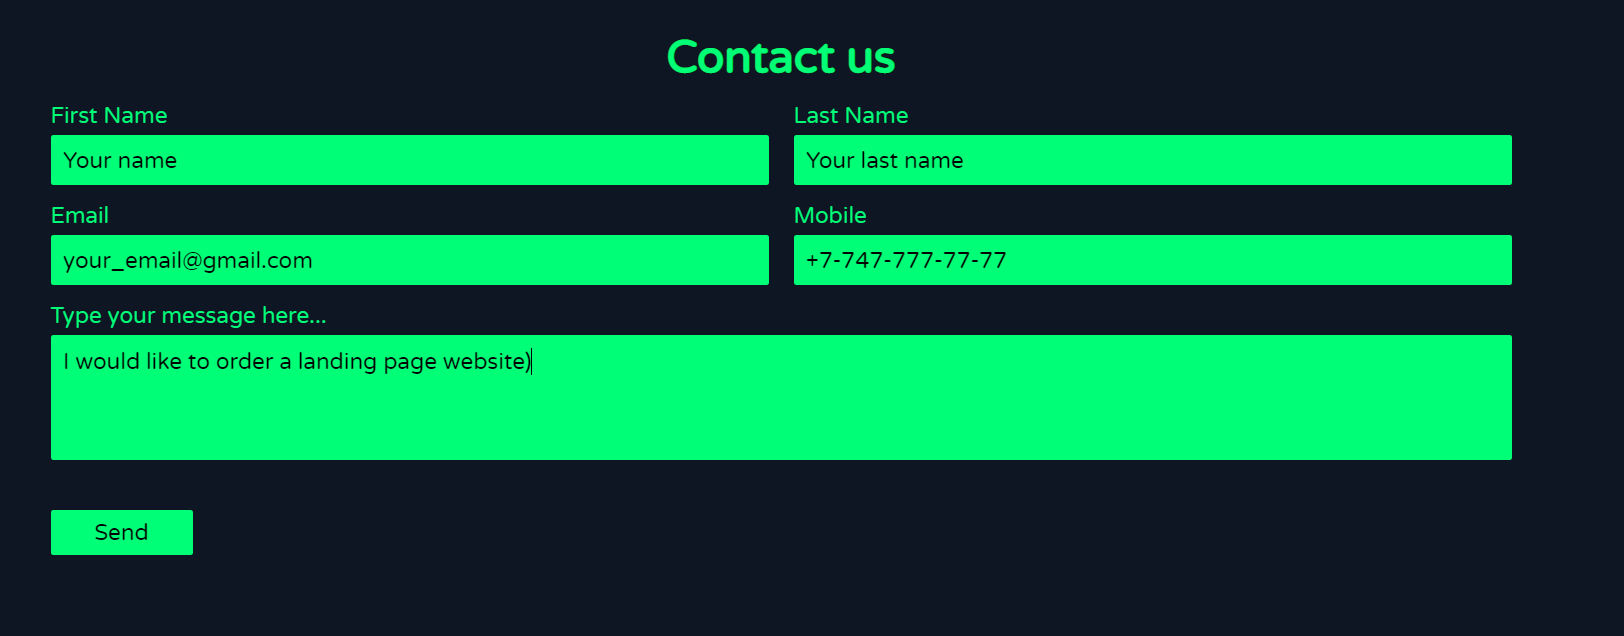 Contact us
First Name
Last Name
Your name
Your last name
Email
Mobile
your_email@gmail.com
+7-747-777-77-77
Type your message here...
I would like to order a landing page website)
Send